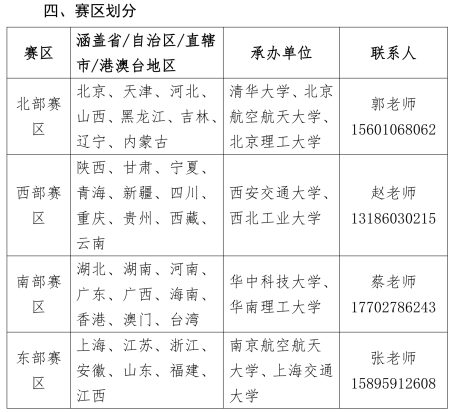 四、赛区划分
赛区
涵盖省/自治区/直辖
市/港澳台地区
承办单位
联系人
北部赛
区
北京、天津、河北、
山西、黑龙江、吉林、
辽宁、内蒙古
清华大学、北京
航空航天大学、
北京理工大学
郭老师
15601068062
西部赛
区
陕西、甘肃、宁夏、
青海、新疆、四川、
重庆、贵州、西藏、
云南
西安交通大学、
西北工业大学
赵老师
13186030215
南部赛
区
湖北、湖南、河南、
广东、广西、海南、
香港、澳门、台湾
华中科技大学、
华南理工大学
蔡老师
17702786243
东部赛
区
上海、江苏、浙江、
安徽、山东、福建、
江西
南京航空航天
大学、上海交通
大学
张老师
15895912608